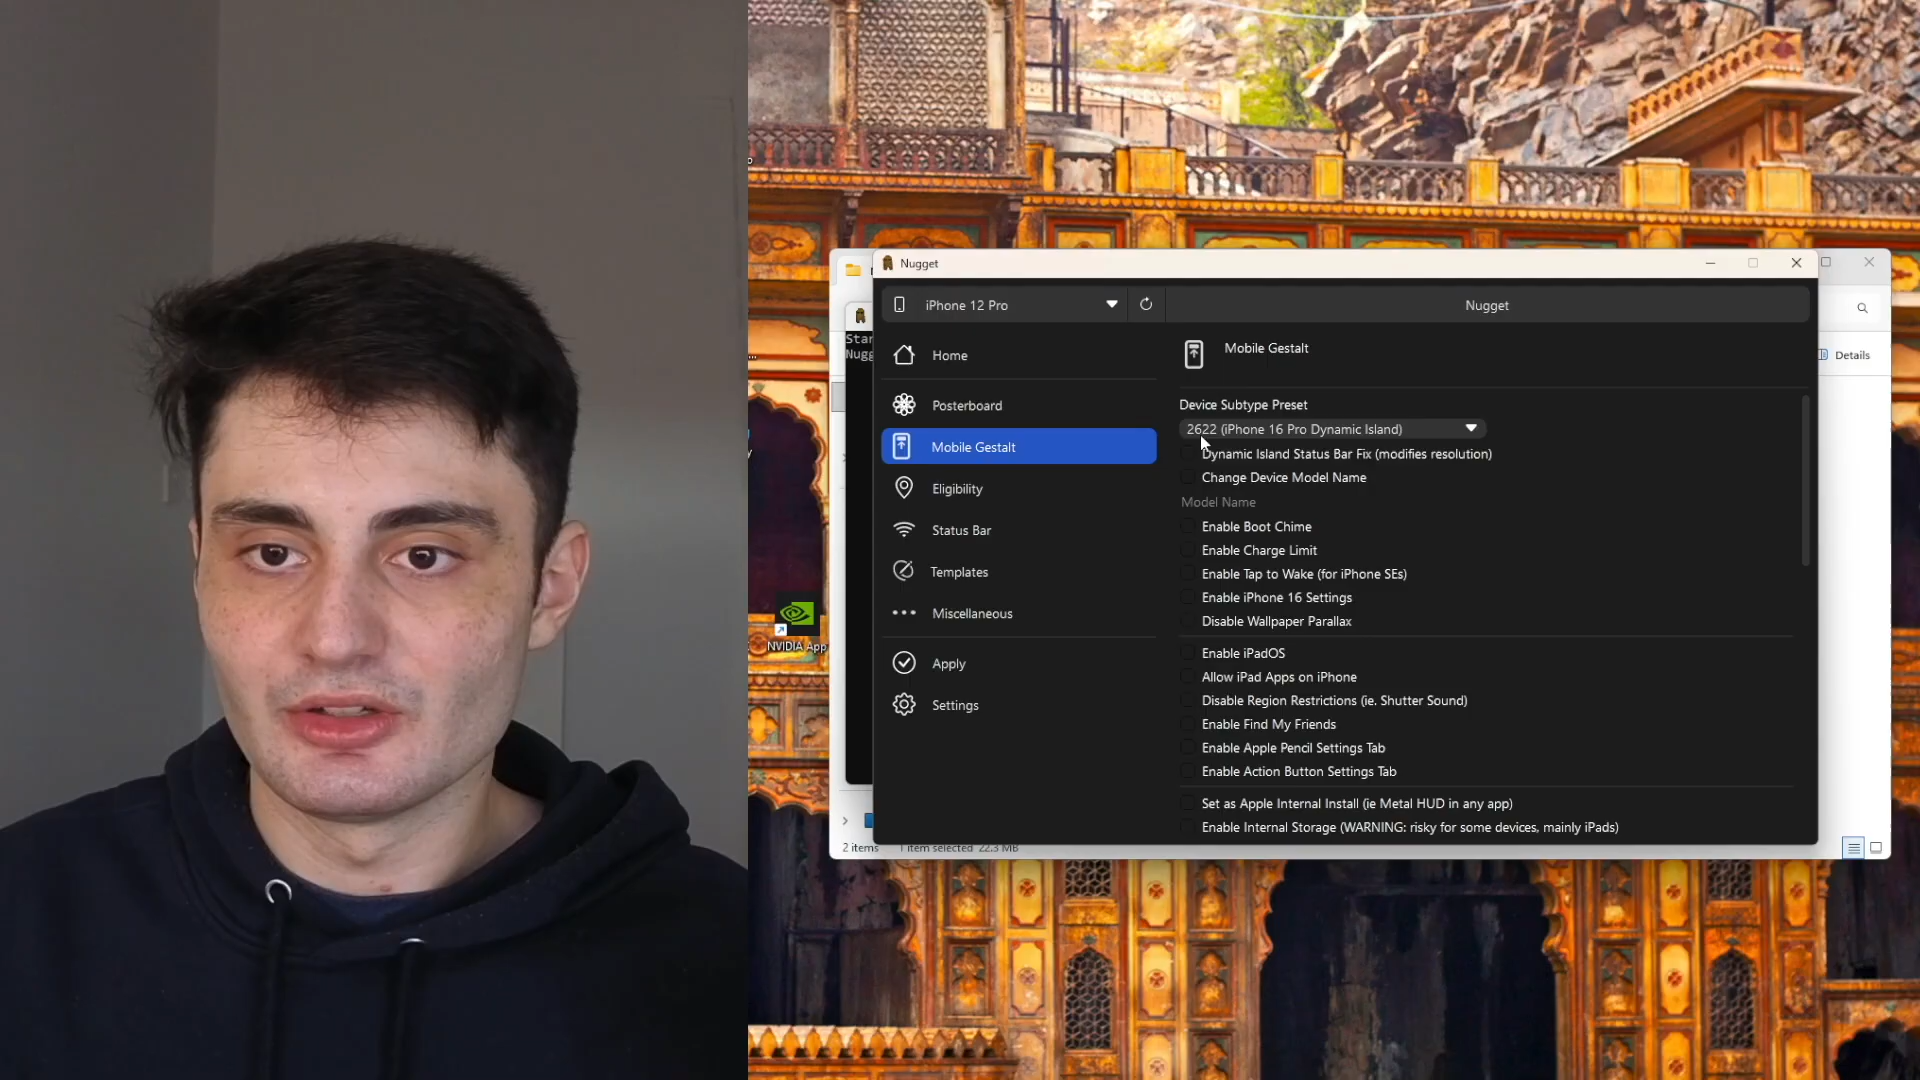 Nugget
iPhone 12 Pro
Nugget
Star
Nugg
Home
Posterboard
Mobile Gestalt
Eligibility
Status Bar
Templates
Miscellaneous
Apply
Settings
Mobile Gestalt
Device Subtype Preset
2622 (iPhone 16 Pro Dynamic Island)
Dynamic Island Status Bar Fix (modifies resolution)
Change Device Model Name
Model Name
Enable Boot Chime
Enable Charge Limit
Enable Tap to Wake (for iPhone SEs)
Enable iPhone 16 Settings
Disable Wallpaper Parallax
Enable iPadOS
Allow iPad Apps on iPhone
Disable Region Restrictions (ie. Shutter Sound)
Enable Find My Friends
Enable Apple Pencil Settings Tab
Enable Action Button Settings Tab
Set as Apple Internal Install (ie Metal HUD in any app)
Enable Internal Storage (WARNING: risky for some devices, mainly iPads)
Details
NVIDIA App
2 items
1 item selected 22.3 MB